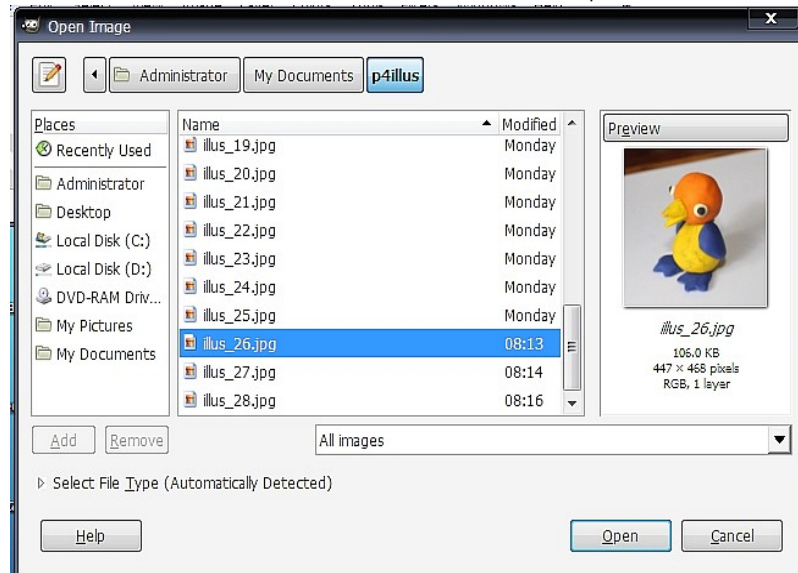 Open Image
Administrator My Documents p4illus
Places
Recently Used
Administrator
Desktop
Local Disk (C:)
Local Disk (D:)
DVD-RAM Driv...
My Pictures
My Documents
Name Modified
illus_19.jpg Monday
illus_20.jpg Monday
illus_21.jpg Monday
illus_22.jpg Monday
illus_23.jpg Monday
illus_24.jpg Monday
illus_25.jpg Monday
illus_26.jpg 08:13
illus_27.jpg 08:14
illus_28.jpg 08:16
Preview
illus_26.jpg
106.0 KB
447 × 468 pixels
RGB, 1 layer
Add Remove All images
Select File Type (Automatically Detected)
Help Open Cancel